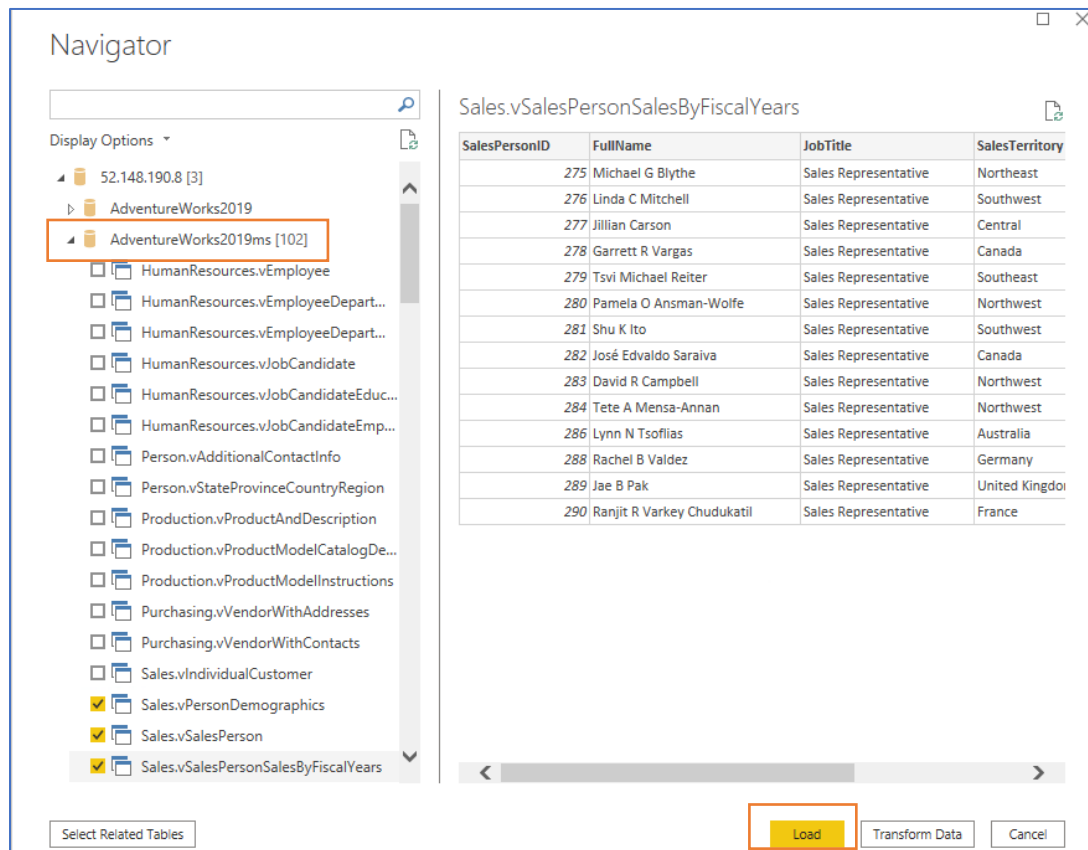 Navigator
Display Options
52.148.190.8 [3]
AdventureWorks2019
AdventureWorks2019ms [102]
HumanResources.vEmployee
HumanResources.vEmployeeDepart...
HumanResources.vEmployeeDepart...
HumanResources.vJobCandidate
HumanResources.vJobCandidateEduc...
HumanResources.vJobCandidateEmp...
Person.vAdditionalContactInfo
Person.vStateProvinceCountryRegion
Production.vProductAndDescription
Production.vProductModelCatalogDe...
Production.vProductModelInstructions
Purchasing.vVendorWithAddresses
Purchasing.vVendorWithContacts
Sales.vIndividualCustomer
Sales.vPersonDemographics
Sales.vSalesPerson
Sales.vSalesPersonSalesByFiscalYears
Sales.vSalesPersonSalesByFiscalYears
SalesPersonID FullName JobTitle SalesTerritory
275 Michael G Blythe Sales Representative Northeast
276 Linda C Mitchell Sales Representative Southwest
277 Jillian Carson Sales Representative Central
278 Garrett R Vargas Sales Representative Canada
279 Tsvi Michael Reiter Sales Representative Southeast
280 Pamela O Ansman-Wolfe Sales Representative Northwest
281 Shu K Ito Sales Representative Southwest
282 José Edvaldo Saraiva Sales Representative Canada
283 David R Campbell Sales Representative Northwest
284 Tete A Mensa-Annan Sales Representative Northwest
286 Lynn N Tsoflias Sales Representative Australia
288 Rachel B Valdez Sales Representative Germany
289 Jae B Pak Sales Representative United Kingdo
290 Ranjit R Varkey Chudukatil Sales Representative France
Select Related Tables
Load Transform Data Cancel